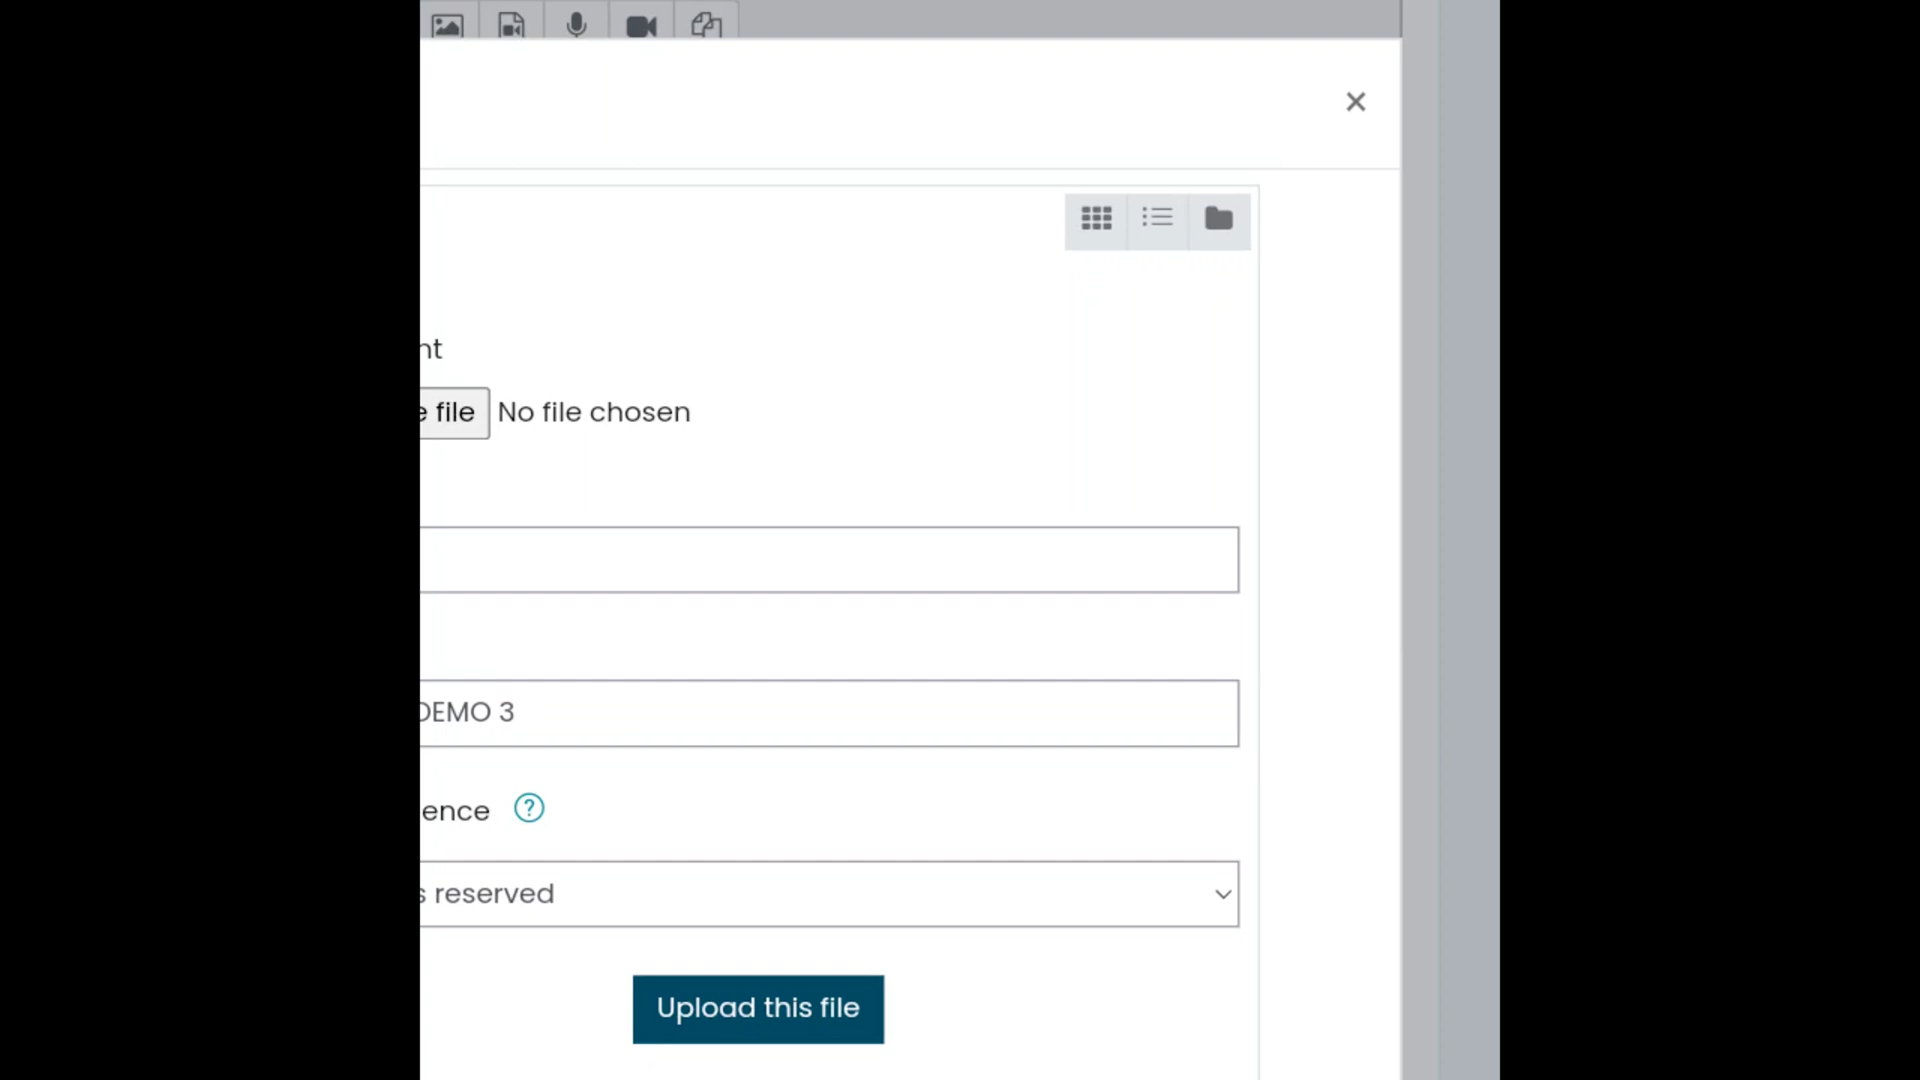 nt
e file No file chosen
DEMO 3
ence ?
s reserved
Upload this file